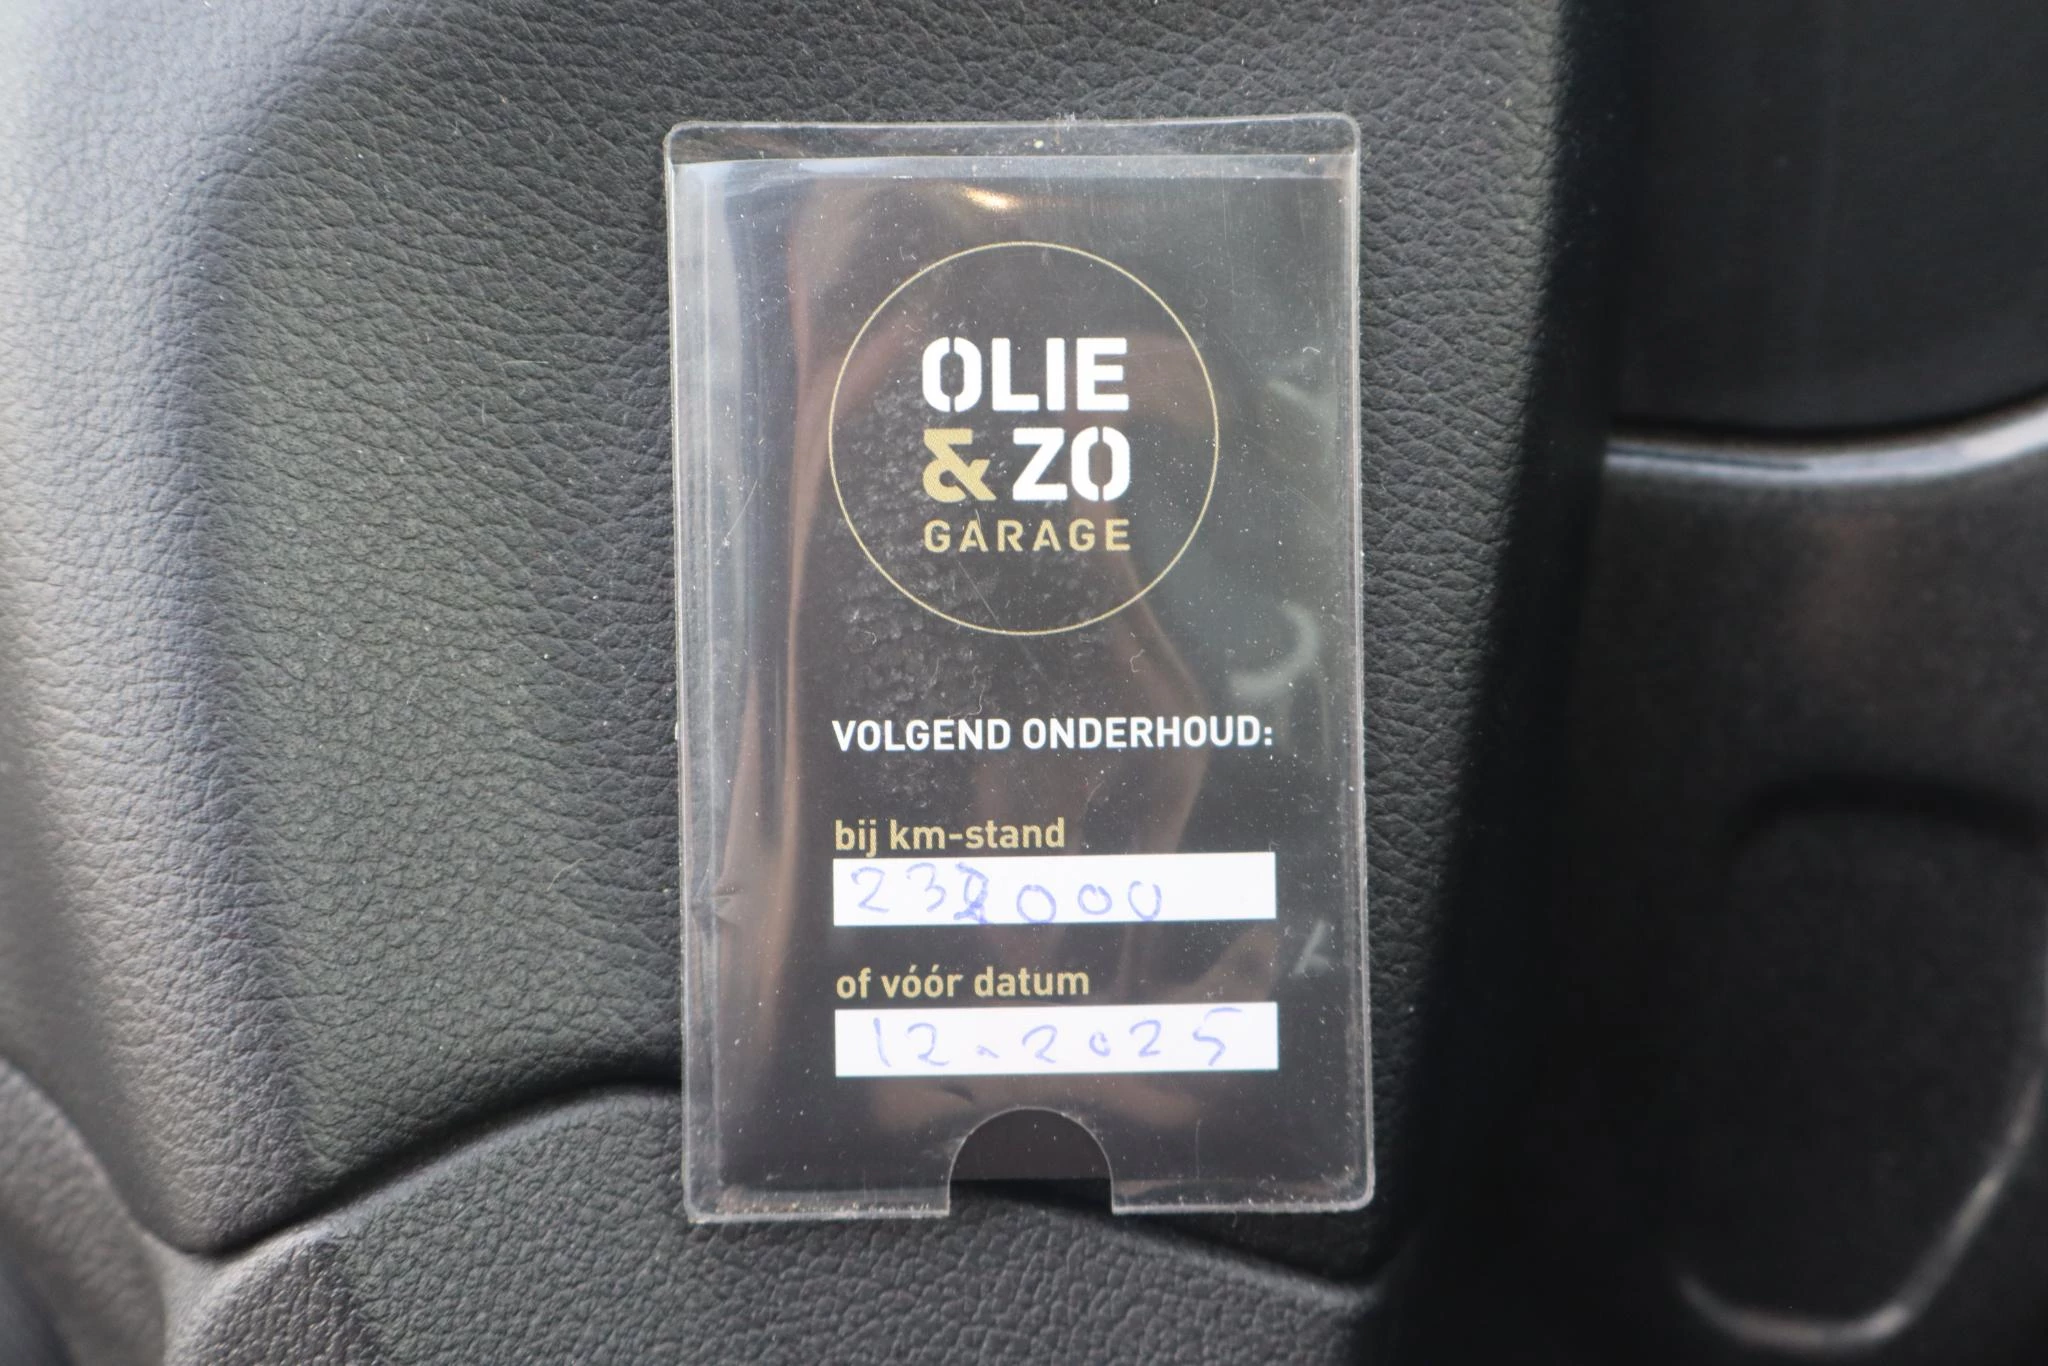 OLIE
& ZO
GARAGE
VOLGEND ONDERHOUD:
bij km-stand
of vóór datum
12.2025